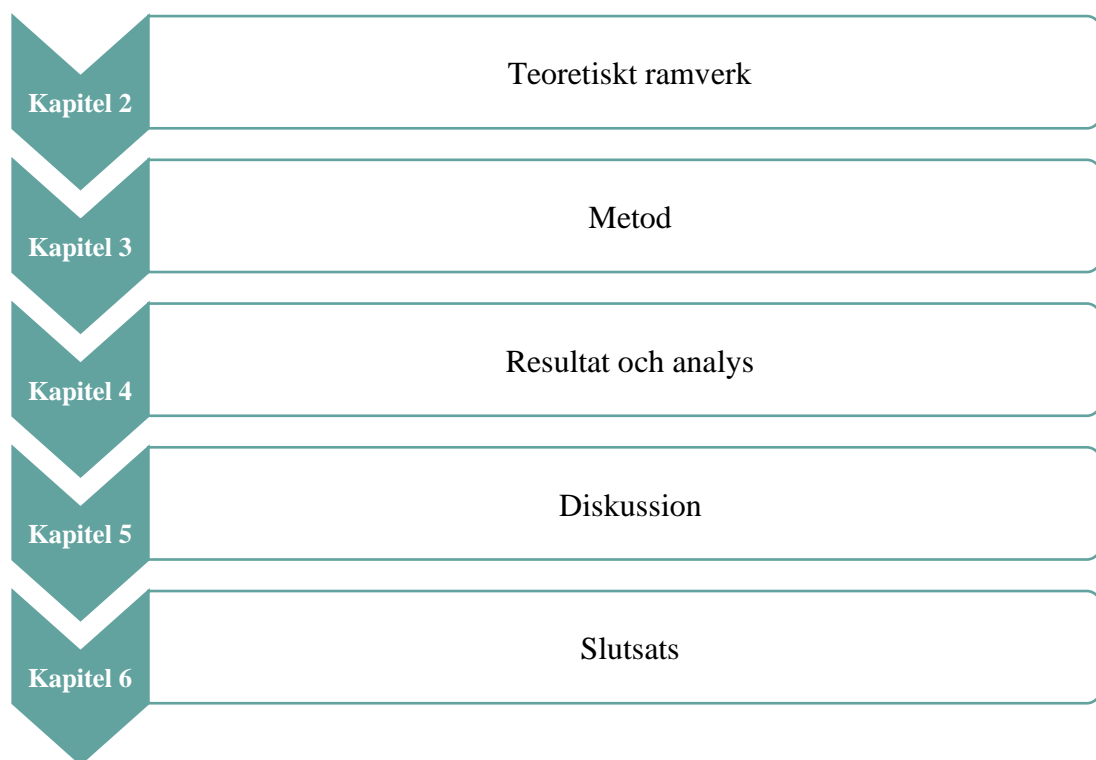 Kapitel 2
Teoretiskt ramverk
Kapitel 3
Metod
Kapitel 4
Resultat och analys
Kapitel 5
Diskussion
Kapitel 6
Slutsats